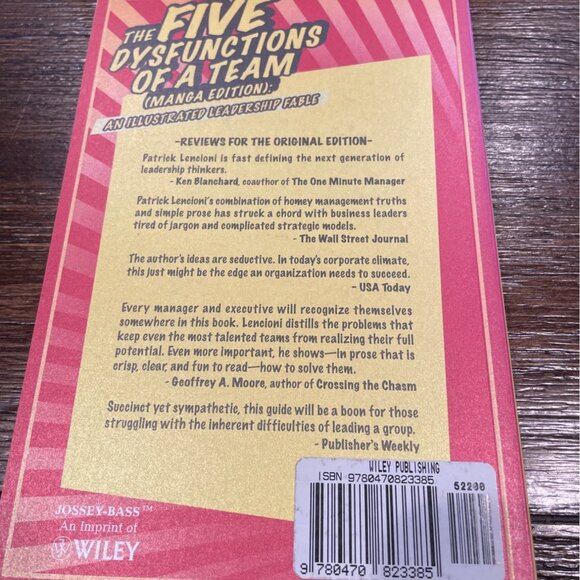 THE FIVE
DYSFUNCTIONS
OF A TEAM
(MANGA EDITION):
AN ILLUSTRATED LEADERSHIP FABLE
-REVIEWS FOR THE ORIGINAL EDITION-
Patrick Lencioni is fast defining the next generation of
leadership thinkers.
- Ken Blanchard, coauthor of The One Minute Manager
Patrick Lencioni's combination of homey management truths
and simple prose has struck a chord with business leaders
tired of jargon and complicated strategic models.
- The Wall Street Journal
The author's ideas are seductive. In today's corporate climate,
this just might be the edge an organization needs to succeed.
- USA Today
Every manager and executive will recognize themselves
somewhere in this book. Lencioni distills the problems that
keep even the most talented teams from realizing their full
potential. Even more important, he shows—in prose that is
crisp, clear, and fun to read—how to solve them.
- Geoffrey A. Moore, author of Crossing the Chasm
Succinct yet sympathetic, this guide will be a boon for those
struggling with the inherent difficulties of leading a group.
- Publisher's Weekly
JOSSEY-BASS™
An Imprint of
WILEY
WILEY PUBLISHING
ISBN 9780470823385
52200
9 780470 823385